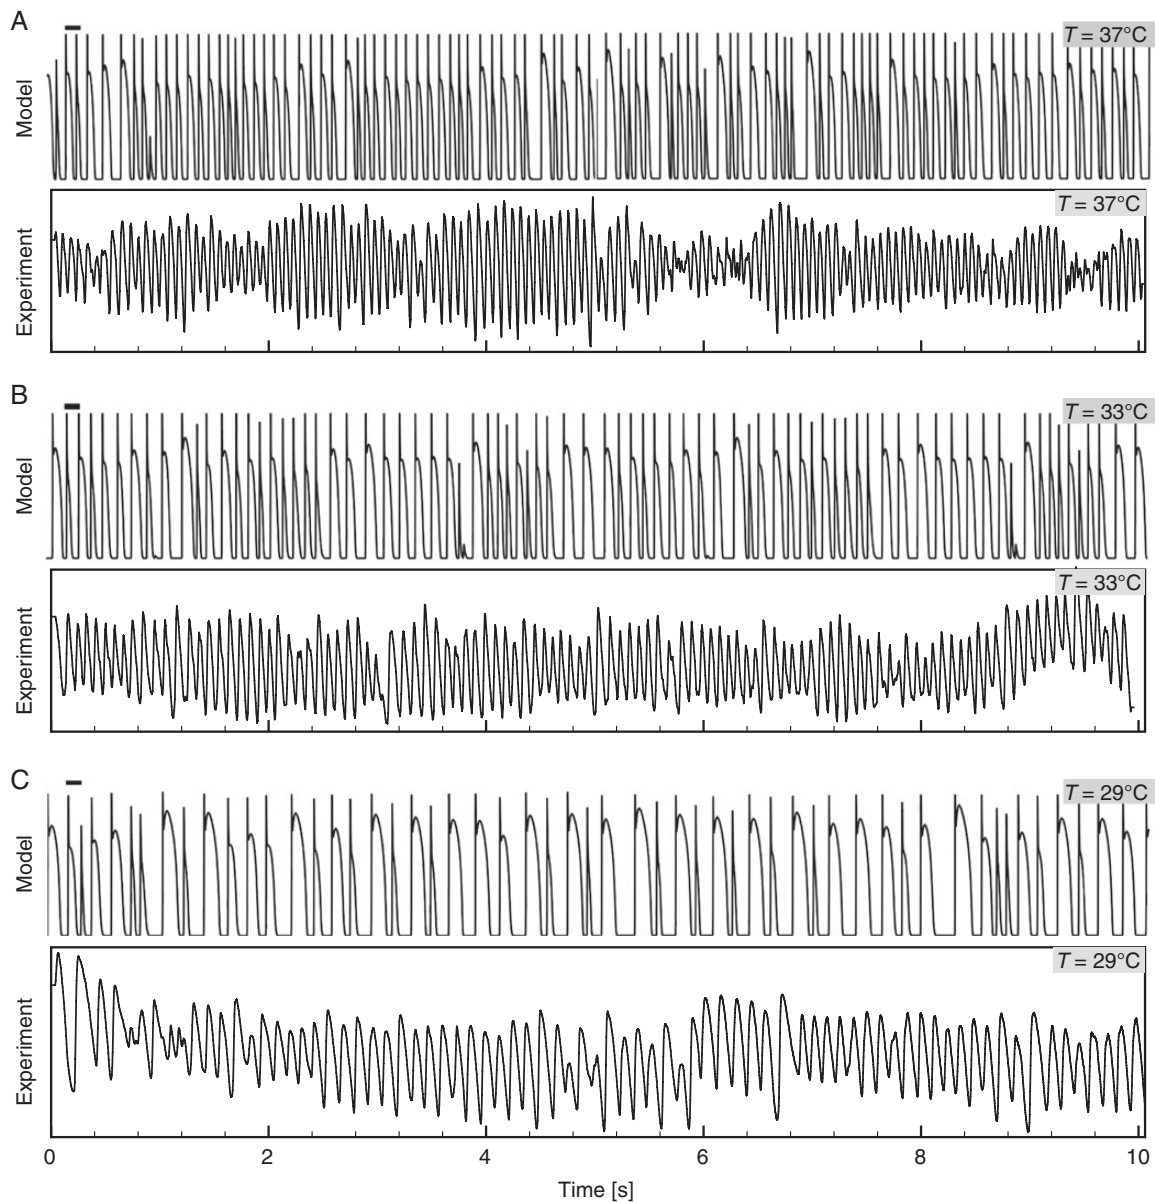 A
T = 37°C
Model
T = 37°C
Experiment
B
T = 33°C
Model
T = 33°C
Experiment
C
T = 29°C
Model
T = 29°C
Experiment
0 2 4 6 8 10
Time [s]